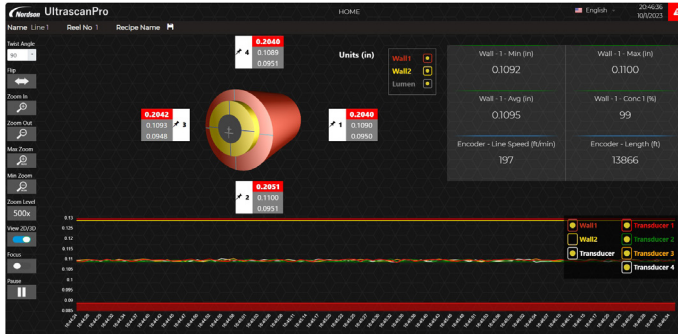 Nordson UltrascanPro
HOME
English
20:46:36
10/1/2023
Name Line 1 Reel No 1 Recipe Name
Twist Angle
90
Flip
Zoom In
Zoom Out
Max Zoom
Min Zoom
Zoom Level
500x
View 2D/3D
Focus
Pause
4
0.2040
0.1089
0.0951
0.2042
0.1093
0.0948
3
1
0.2040
0.1090
0.0950
2
0.2051
0.1100
0.0951
Units (in)
Wall1
Wall2
Lumen
Wall - 1 - Min (in)
0.1092
Wall - 1 - Max (in)
0.1100
Wall - 1 - Avg (in)
0.1095
Wall - 1 - Conc 1 (%)
99
Encoder - Line Speed (ft/min)
197
Encoder - Length (ft)
13866
0.13
0.125
0.12
0.115
0.11
0.105
0.1
0.095
0.09
0.085
Wall1
Wall2
Transducer
Transducer 1
Transducer 2
Transducer 3
Transducer 4